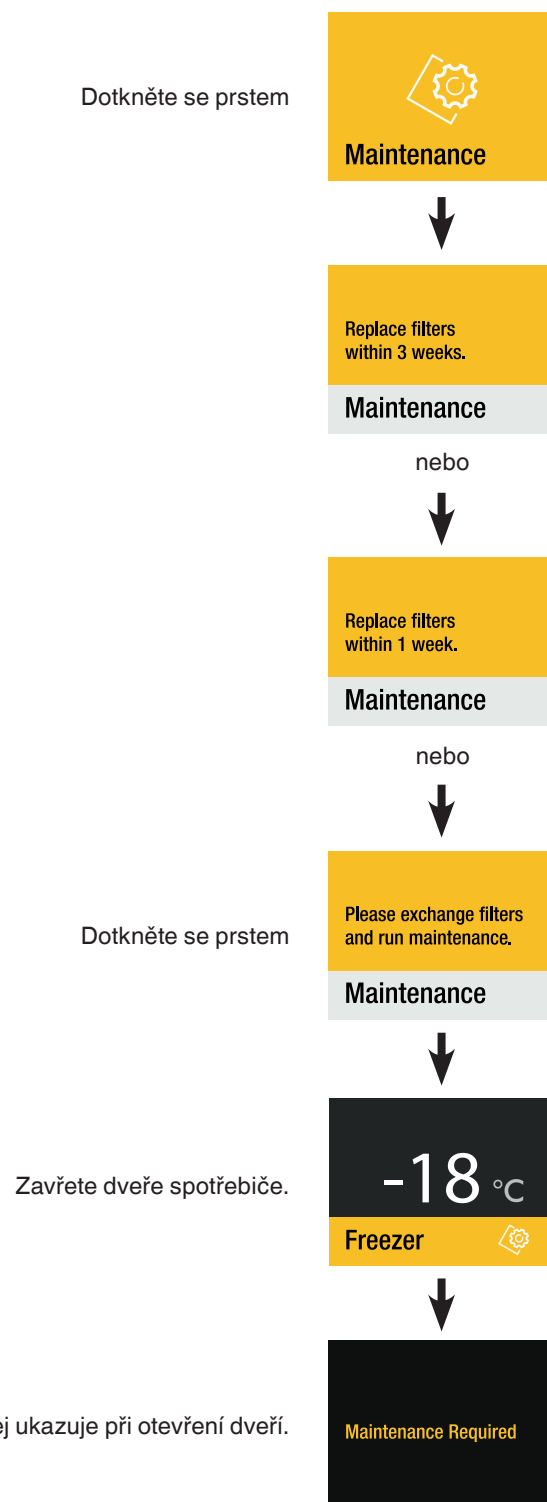 Dotkněte se prstem
Maintenance
Replace filters
within 3 weeks.
Maintenance
nebo
Replace filters
within 1 week.
Maintenance
nebo
Dotkněte se prstem
Please exchange filters
and run maintenance.
Maintenance
Zavřete dveře spotřebiče.
-18 °C
Freezer
ukazuje při otevření dveří.
Maintenance Required